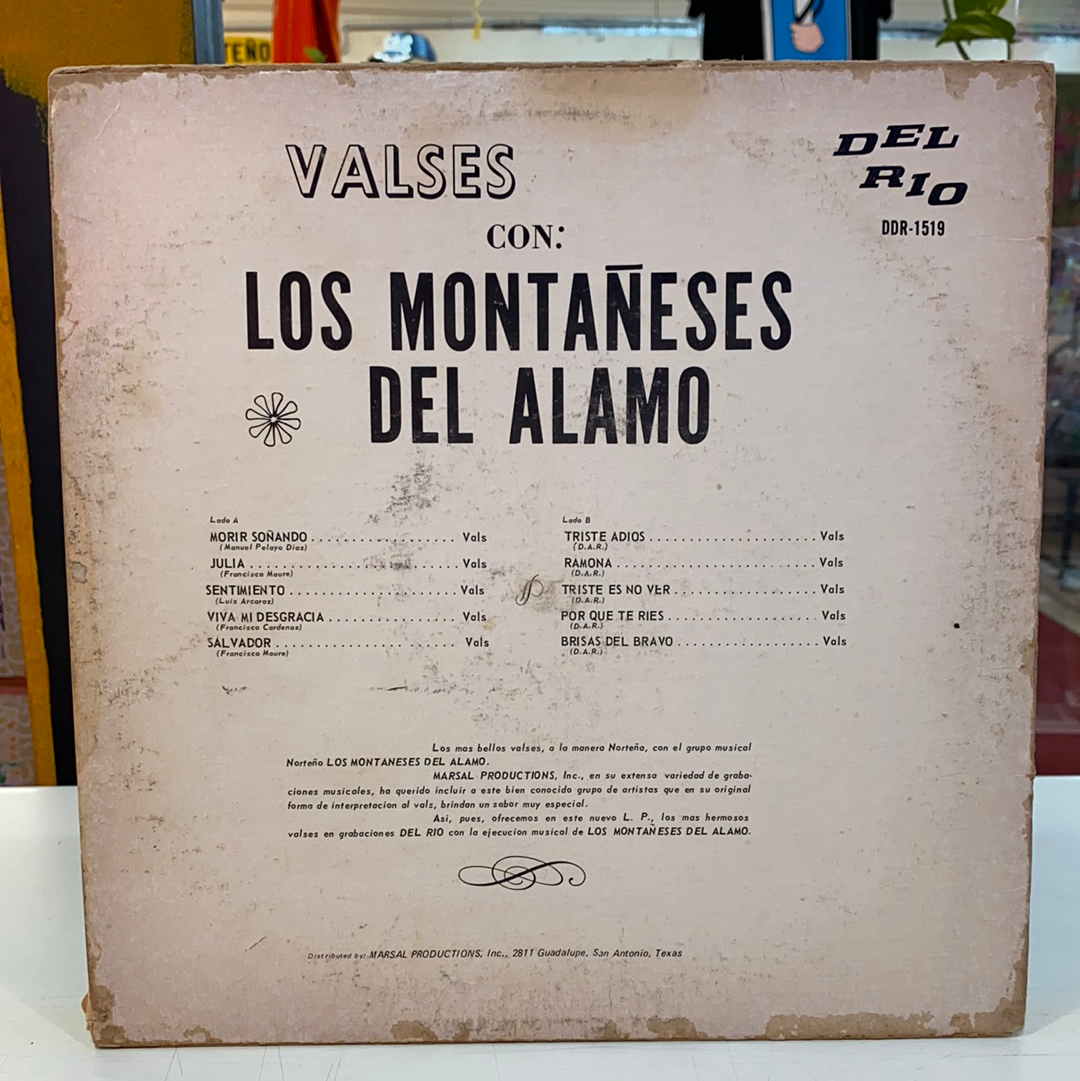 TEÑO
VALSES
DEL
RIO
DDR-1519
CON:
LOS MONTAÑESES
DEL ALAMO
Lado A
MORIR SOÑANDO . . . . . . . . . . . . . . . . . Vals
(Manuel Pelayo Diaz)
JULIA . . . . . . . . . . . . . . . . . . . . . . . . . Vals
(Francisco Moure)
SENTIMIENTO . . . . . . . . . . . . . . . . . . . . Vals
(Luis Arcaraz)
VIVA MI DESGRACIA . . . . . . . . . . . . . . . Vals
(Francisco Cardenas)
SALVADOR . . . . . . . . . . . . . . . . . . . . . . Vals
(Francisco Moure)
Lado B
TRISTE ADIOS . . . . . . . . . . . . . . . . . . . . Vals
(D.A.R.)
RAMONA . . . . . . . . . . . . . . . . . . . . . . . . Vals
(D.A.R.)
TRISTE ES NO VER . . . . . . . . . . . . . . . . . Vals
(D.A.R.)
POR QUE TE RIES . . . . . . . . . . . . . . . . . . Vals
(D.A.R.)
BRISAS DEL BRAVO . . . . . . . . . . . . . . . . . Vals
(D.A.R.)
Los mas bellos valses, a la manera Norteña, con el grupo musical
Norteño LOS MONTANESES DEL ALAMO.
MARSAL PRODUCTIONS, Inc., en su extensa variedad de graba-
ciones musicales, ha querido incluir a este bien conocido grupo de artistas que en su original
forma de interpretacion al vals, brindan un sabor muy especial.
Asi, pues, ofrecemos en este nuevo L. P., los mas hermosos
valses en grabaciones DEL RIO con la ejecucion musical de LOS MONTAÑESES DEL ALAMO.
Distributed by: MARSAL PRODUCTIONS, Inc., 2811 Guadalupe, San Antonio, Texas